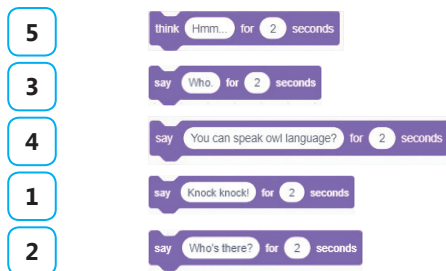 5 think Hmm... for 2 seconds
3 say Who. for 2 seconds
4 say You can speak owl language? for 2 seconds
1 say Knock knock! for 2 seconds
2 say Who's there? for 2 seconds